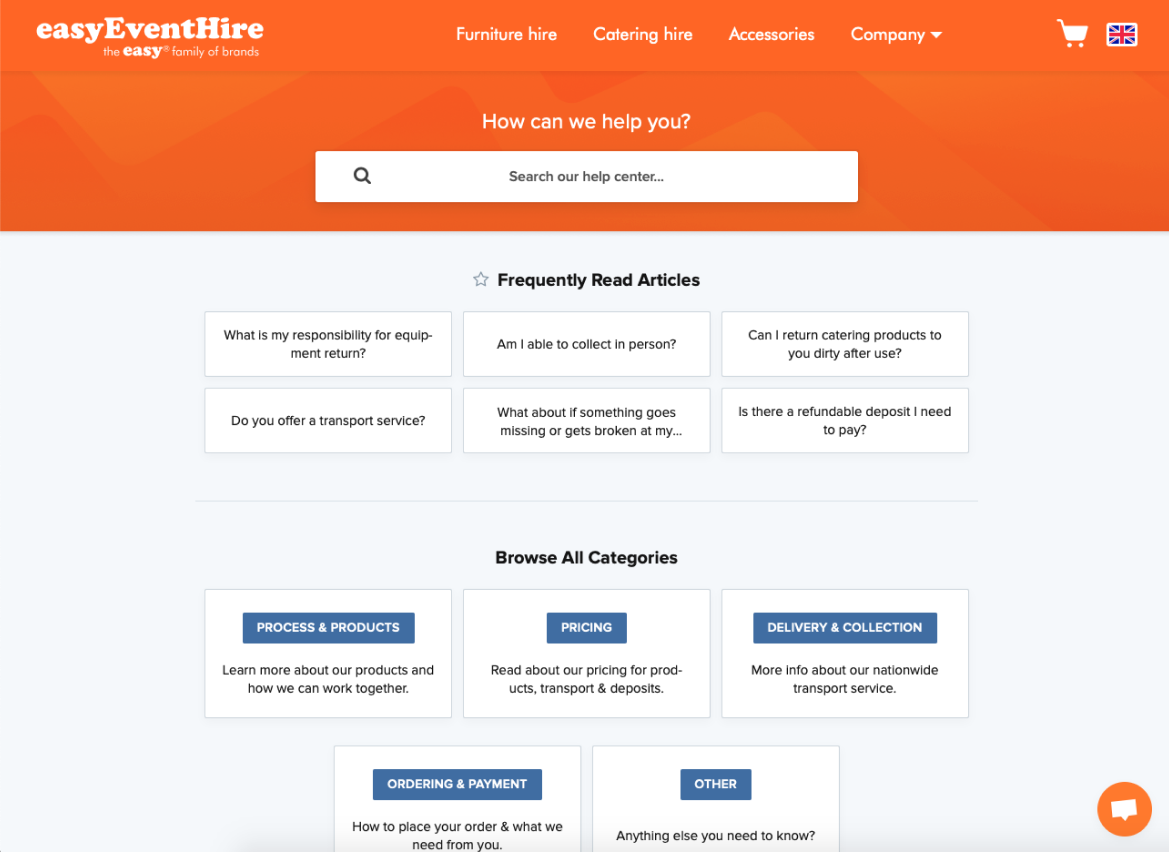 easyEventHire
the easy® family of brands
Furniture hire
Catering hire
Accessories
Company
How can we help you?
Search our help center...
Frequently Read Articles
What is my responsibility for equip-
ment return?
Am I able to collect in person?
Can I return catering products to
you dirty after use?
Do you offer a transport service?
What about if something goes
missing or gets broken at my...
Is there a refundable deposit I need
to pay?
Browse All Categories
PROCESS & PRODUCTS
Learn more about our products and
how we can work together.
PRICING
Read about our pricing for prod-
ucts, transport & deposits.
DELIVERY & COLLECTION
More info about our nationwide
transport service.
ORDERING & PAYMENT
How to place your order & what we
need from you.
OTHER
Anything else you need to know?